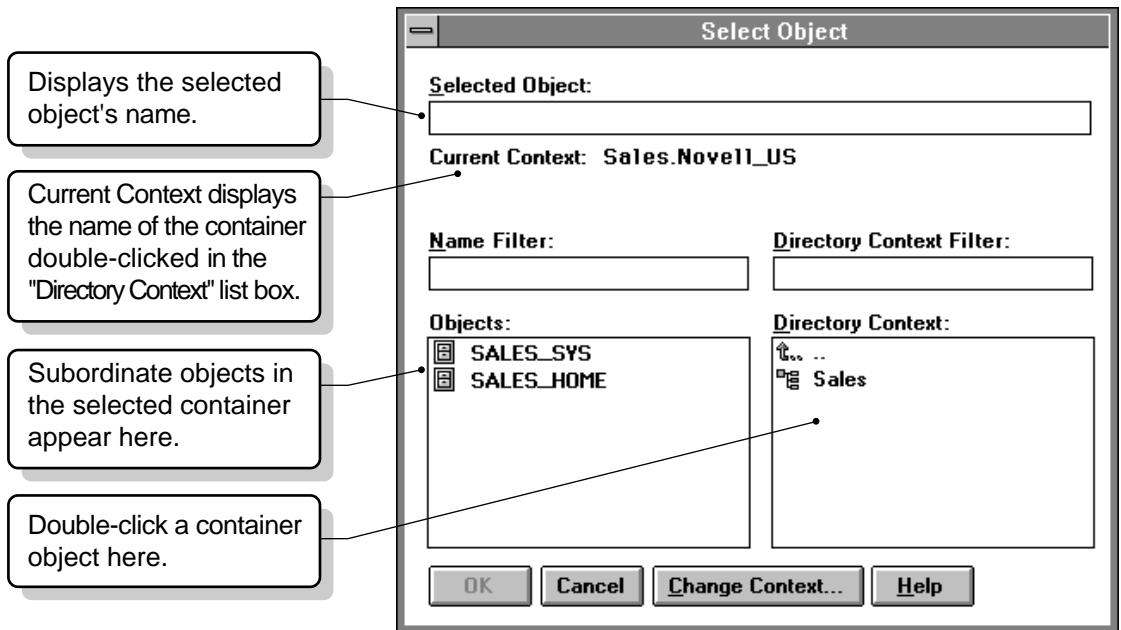 Select Object
Displays the selected
object's name.
Selected Object:
Current Context: Sales.Novell_US
Current Context displays
the name of the container
double-clicked in the
"Directory Context" list box.
Name Filter:
Directory Context Filter:
Objects:
Directory Context:
SALES_SYS
SALES_HOME
..
Sales
Subordinate objects in
the selected container
appear here.
Double-click a container
object here.
OK
Cancel
Change Context...
Help